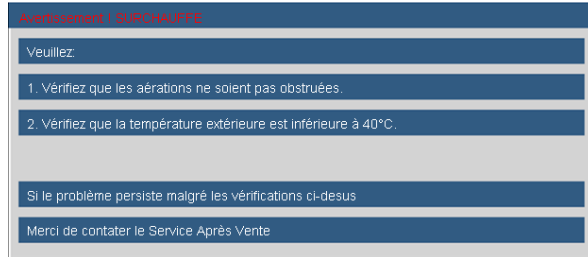 Avertissement : SURCHAUFFE
Veuillez:
1. Vérifiez que les aérations ne soient pas obstruées.
2. Vérifiez que la température extérieure est inférieure à 40°C.
Si le problème persiste malgré les vérifications ci-desus
Merci de contater le Service Après Vente